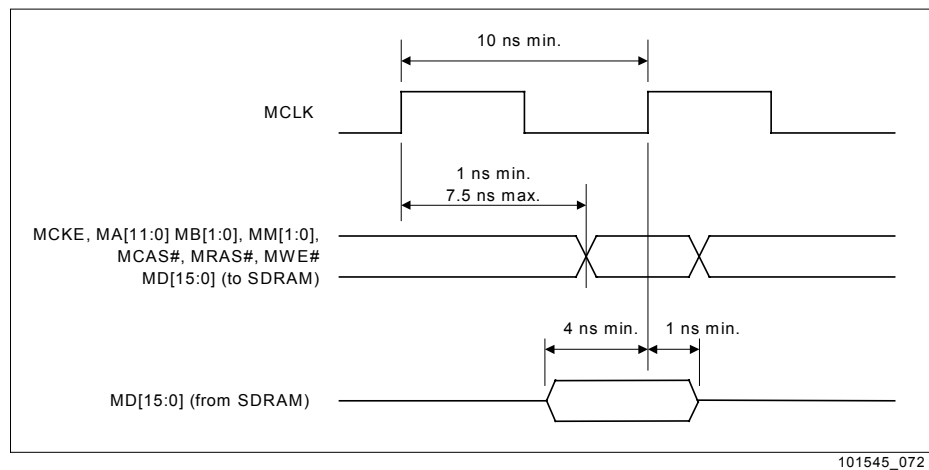 10 ns min.
MCLK
1 ns min.
7.5 ns max.
MCKE, MA[11:0] MB[1:0], MM[1:0],
MCAS#, MRAS#, MWE#
MD[15:0] (to SDRAM)
4 ns min.
1 ns min.
MD[15:0] (from SDRAM)
101545_072